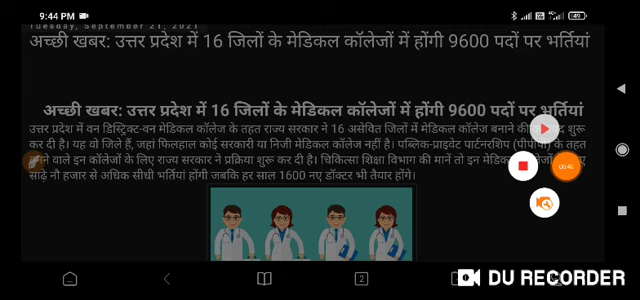 9:44 PM
Tuesday, September 21, 2021
अच्छी खबर: उत्तर प्रदेश में 16 जिलों के मेडिकल कॉलेजों में होंगी 9600 पदों पर भर्तियां
अच्छी खबर: उत्तर प्रदेश में 16 जिलों के मेडिकल कॉलेजों में होंगी 9600 पदों पर भर्तियां
उत्तर प्रदेश में वन डिस्ट्रिक्ट-वन मेडिकल कॉलेज के तहत राज्य सरकार ने 16 असेवित जिलों में मेडिकल कालेज बनाने की शुरू
कर दी है। यह वो जिले हैं, जहां फिलहाल कोई सरकारी या निजी मेडिकल कॉलेज नहीं है। पब्लिक-प्राइवेट पार्टनरशिप (पीपीपी) के तहत
वाले इन कॉलेजों के लिए राज्य सरकार ने प्रक्रिया शुरू कर दी है। चिकित्सा शिक्षा विभाग की मानें तो इन
साढ़े नौ हजार से अधिक सीधी भर्तियां होंगी जबकि हर साल 1600 नए डॉक्टर भी तैयार होंगे।
2
DU RECORDER